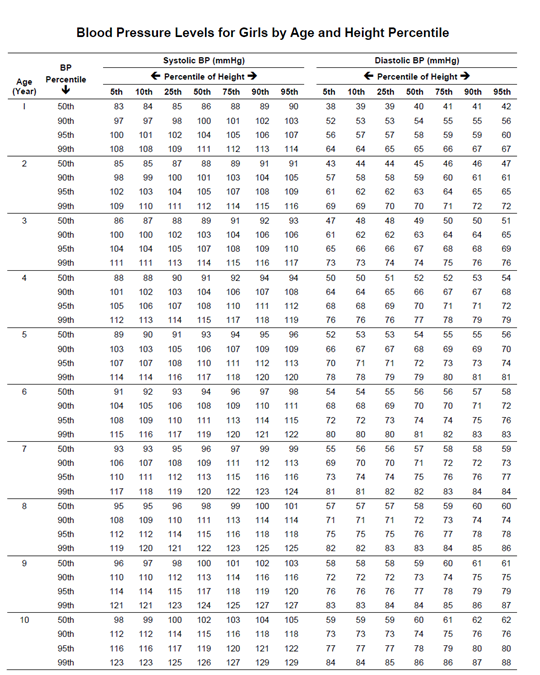 Blood Pressure Levels for Girls by Age and Height Percentile
Systolic BP (mmHg) Diastolic BP (mmHg)
BP Percentile ← Percentile of Height → ← Percentile of Height →
Age (Year) ↓ 5th 10th 25th 50th 75th 90th 95th 5th 10th 25th 50th 75th 90th 95th
I 50th 83 84 85 86 88 89 90 38 39 39 40 41 41 42
90th 97 97 98 100 101 102 103 52 53 53 54 55 55 56
95th 100 101 102 104 105 106 107 56 57 57 58 59 59 60
99th 108 108 109 111 112 113 114 64 64 65 65 66 67 67
2 50th 85 85 87 88 89 91 91 43 44 44 45 46 46 47
90th 98 99 100 101 103 104 105 57 58 58 59 60 61 61
95th 102 103 104 105 107 108 109 61 62 62 63 64 65 65
99th 109 110 111 112 114 115 116 69 69 70 70 71 72 72
3 50th 86 87 88 89 91 92 93 47 48 48 49 50 50 51
90th 100 100 102 103 104 106 106 61 62 62 63 64 64 65
95th 104 104 105 107 108 109 110 65 66 66 67 68 68 69
99th 111 111 113 114 115 116 117 73 73 74 74 75 76 76
4 50th 88 88 90 91 92 94 94 50 50 51 52 52 53 54
90th 101 102 103 104 106 107 108 64 64 65 66 67 67 68
95th 105 106 107 108 110 111 112 68 68 69 70 71 71 72
99th 112 113 114 115 117 118 119 76 76 76 77 78 79 79
5 50th 89 90 91 93 94 95 96 52 53 53 54 55 55 56
90th 103 103 105 106 107 109 109 66 67 67 68 69 69 70
95th 107 107 108 110 111 112 113 70 71 71 72 73 73 74
99th 114 114 116 117 118 120 120 78 78 79 79 80 81 81
6 50th 91 92 93 94 96 97 98 54 54 55 56 56 57 58
90th 104 105 106 108 109 110 111 68 68 69 70 70 71 72
95th 108 109 110 111 113 114 115 72 72 73 74 74 75 76
99th 115 116 117 119 120 121 122 80 80 80 81 82 83 83
7 50th 93 93 95 96 97 99 99 55 56 56 57 58 58 59
90th 106 107 108 109 111 112 113 69 70 70 71 72 72 73
95th 110 111 112 113 115 116 116 73 74 74 75 76 76 77
99th 117 118 119 120 122 123 124 81 81 82 82 83 84 84
8 50th 95 95 96 98 99 100 101 57 57 57 58 59 60 60
90th 108 109 110 111 113 114 114 71 71 71 72 73 74 74
95th 112 112 114 115 116 118 118 75 75 75 76 77 78 78
99th 119 120 121 122 123 125 125 82 82 83 83 84 85 86
9 50th 96 97 98 100 101 102 103 58 58 58 59 60 61 61
90th 110 110 112 113 114 116 116 72 72 72 73 74 75 75
95th 114 114 115 117 118 119 120 76 76 76 77 78 79 79
99th 121 121 123 124 125 127 127 83 83 84 84 85 86 87
10 50th 98 99 100 102 103 104 105 59 59 59 60 61 62 62
90th 112 112 114 115 116 118 118 73 73 73 74 75 76 76
95th 116 116 117 119 120 121 122 77 77 77 78 79 80 80
99th 123 123 125 126 127 129 129 84 84 85 86 86 87 88